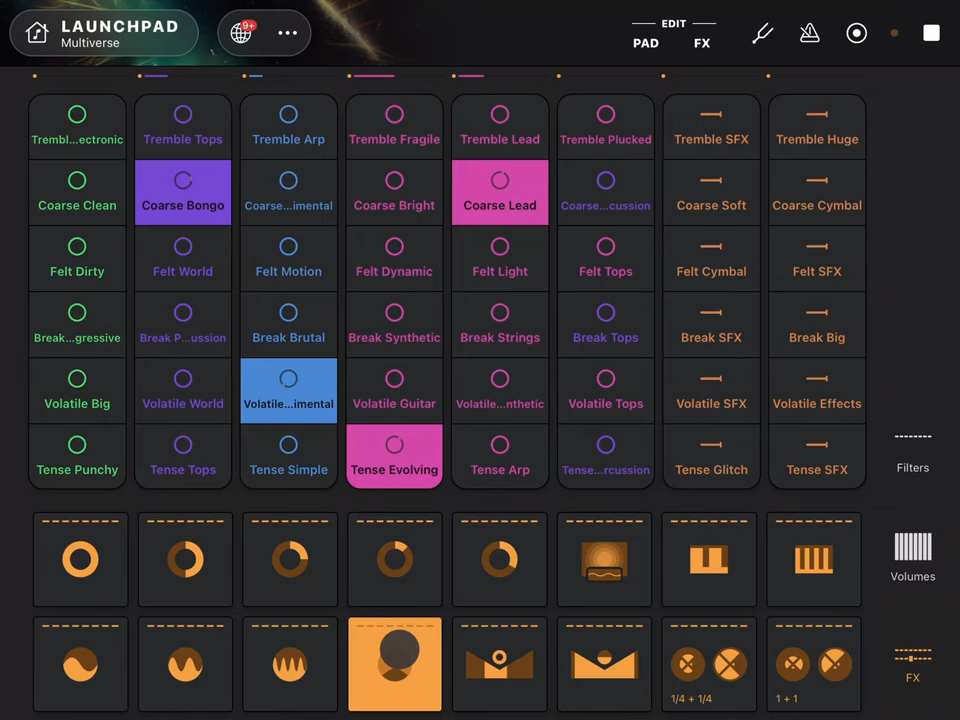 LAUNCHPAD
Multiverse
9+
EDIT
PAD FX
Trembl...ectronic Tremble Tops Tremble Arp Tremble Fragile Tremble Lead Tremble Plucked Tremble SFX Tremble Huge
Coarse Clean Coarse Bongo Coarse...imental Coarse Bright Coarse Lead Coarse...cussion Coarse Soft Coarse Cymbal
Felt Dirty Felt World Felt Motion Felt Dynamic Felt Light Felt Tops Felt Cymbal Felt SFX
Break...gressive Break P...ussion Break Brutal Break Synthetic Break Strings Break Tops Break SFX Break Big
Volatile Big Volatile World Volatile...imental Volatile Guitar Volatile...nthetic Volatile Tops Volatile SFX Volatile Effects
Tense Punchy Tense Tops Tense Simple Tense Evolving Tense Arp Tense...rcussion Tense Glitch Tense SFX
Filters
Volumes
FX
1/4 + 1/4 1 + 1